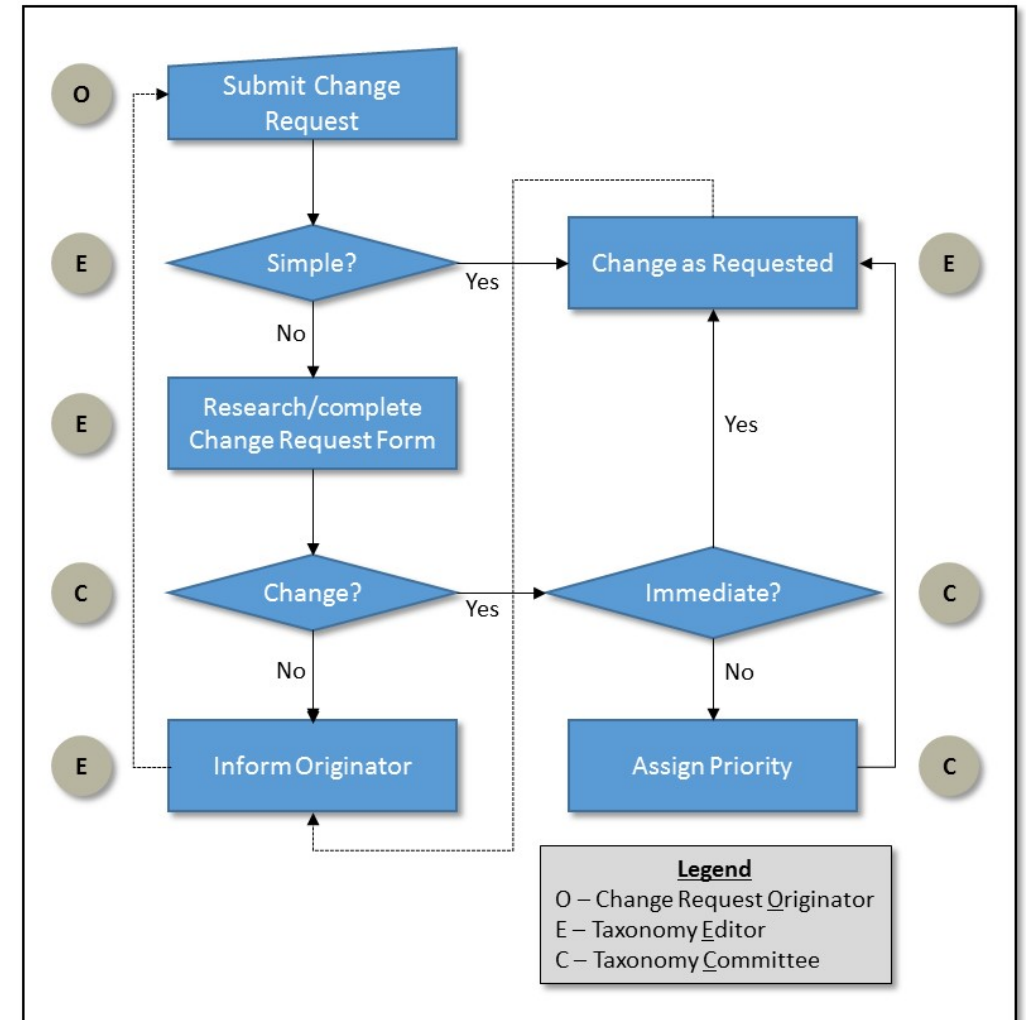 O
Submit Change
Request
E
Simple?
Yes
Change as Requested
E
No
E
Research/complete
Change Request Form
Yes
C
Change?
Yes
Immediate?
C
No
No
E
Inform Originator
Assign Priority
C
Legend
O – Change Request Originator
E – Taxonomy Editor
C – Taxonomy Committee